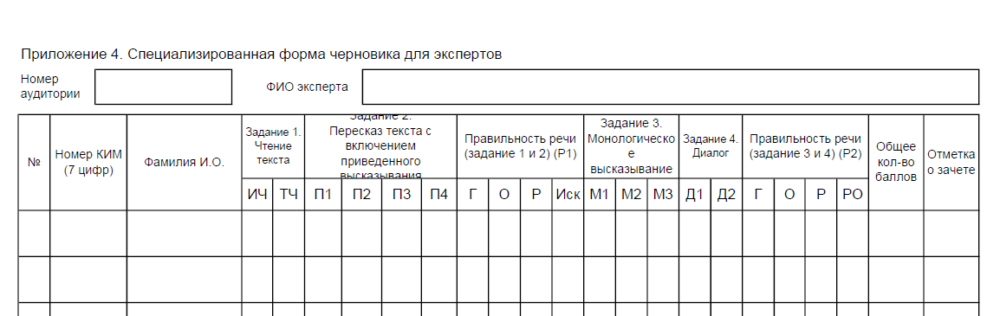 Приложение 4. Специализированная форма черновика для экспертов
Номер
аудитории
ФИО эксперта
№
Номер КИМ
(7 цифр)
Фамилия И.О.
Задание 1.
Чтение
текста
Задание 2.
Пересказ текста с
включением
приведенного
высказывания
Правильность речи
(задание 1 и 2) (Р1)
Задание 3.
Монологическо
е
высказывание
Задание 4.
Диалог
Правильность речи
(задание 3 и 4) (Р2)
Общее
кол-во
баллов
Отметка
о зачете
ИЧ ТЧ П1 П2 П3 П4 Г О Р Иск М1 М2 М3 Д1 Д2 Г О Р РО